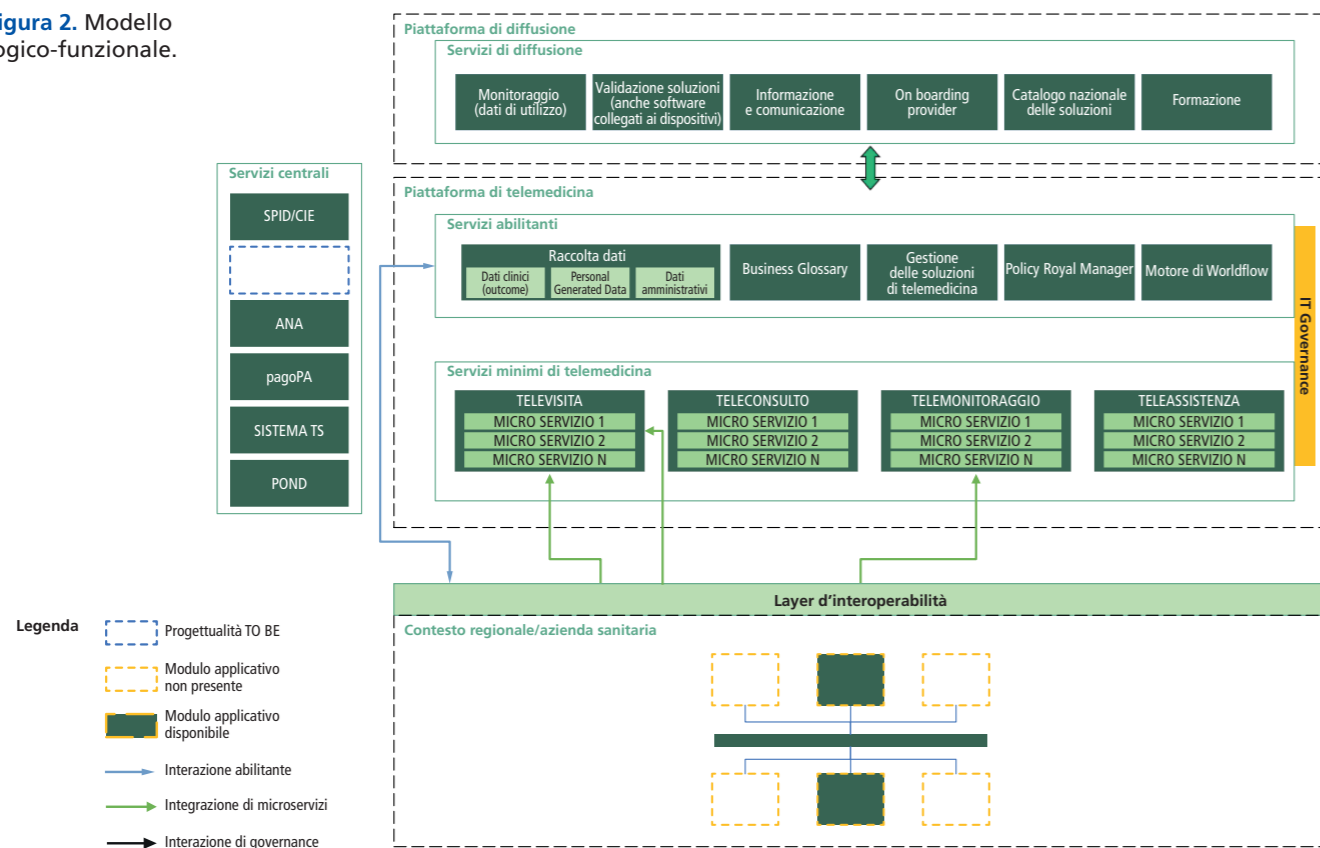 igura 2. Modello
ogico-funzionale.
Piattaforma di diffusione
Servizi di diffusione
Monitoraggio
(dati di utilizzo)
Validazione soluzioni
(anche software
collegati ai dispositivi)
Informazione
e comunicazione
On boarding
provider
Catalogo nazionale
delle soluzioni
Formazione
Servizi centrali
SPID/CIE
ANA
pagoPA
SISTEMA TS
POND
Piattaforma di telemedicina
Servizi abilitanti
Raccolta dati
Dati clinici
(outcome)
Personal
Generated Data
Dati
amministrativi
Business Glossary
Gestione
delle soluzioni
di telemedicina
Policy Royal Manager
Motore di Worldflow
IT Governance
Servizi minimi di telemedicina
TELEVISITA
MICRO SERVIZIO 1
MICRO SERVIZIO 2
MICRO SERVIZIO N
TELECONSULTO
MICRO SERVIZIO 1
MICRO SERVIZIO 2
MICRO SERVIZIO N
TELEMONITORAGGIO
MICRO SERVIZIO 1
MICRO SERVIZIO 2
MICRO SERVIZIO N
TELEASSISTENZA
MICRO SERVIZIO 1
MICRO SERVIZIO 2
MICRO SERVIZIO N
Layer d'interoperabilità
Contesto regionale/azienda sanitaria
Legenda
Progettualità TO BE
Modulo applicativo
non presente
Modulo applicativo
disponibile
Interazione abilitante
Integrazione di microservizi
Interazione di governance